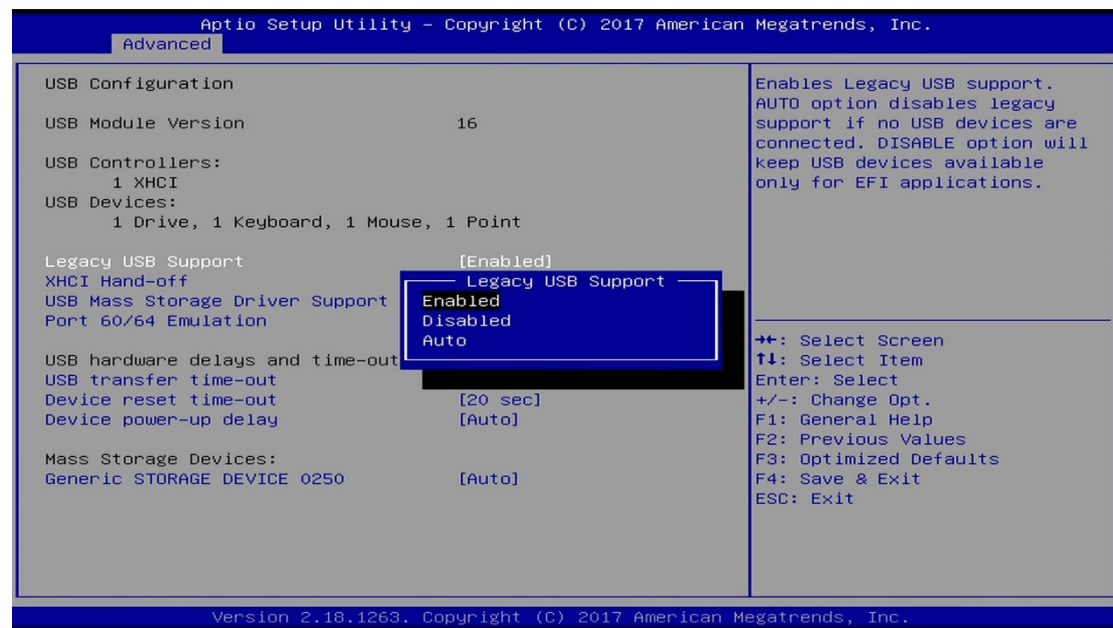 Aptio Setup Utility – Copyright (C) 2017 American Megatrends, Inc.
Advanced
USB Configuration
USB Module Version 16
USB Controllers:
1 XHCI
USB Devices:
1 Drive, 1 Keyboard, 1 Mouse, 1 Point
Legacy USB Support [Enabled]
XHCI Hand-off
USB Mass Storage Driver Support
Port 60/64 Emulation
Legacy USB Support
Enabled
Disabled
Auto
USB hardware delays and time-out
USB transfer time-out
Device reset time-out [20 sec]
Device power-up delay [Auto]
Mass Storage Devices:
Generic STORAGE DEVICE 0250 [Auto]
Enables Legacy USB support.
AUTO option disables legacy
support if no USB devices are
connected. DISABLE option will
keep USB devices available
only for EFI applications.
→←: Select Screen
↑↓: Select Item
Enter: Select
+/-: Change Opt.
F1: General Help
F2: Previous Values
F3: Optimized Defaults
F4: Save & Exit
ESC: Exit
Version 2.18.1263. Copyright (C) 2017 American Megatrends, Inc.